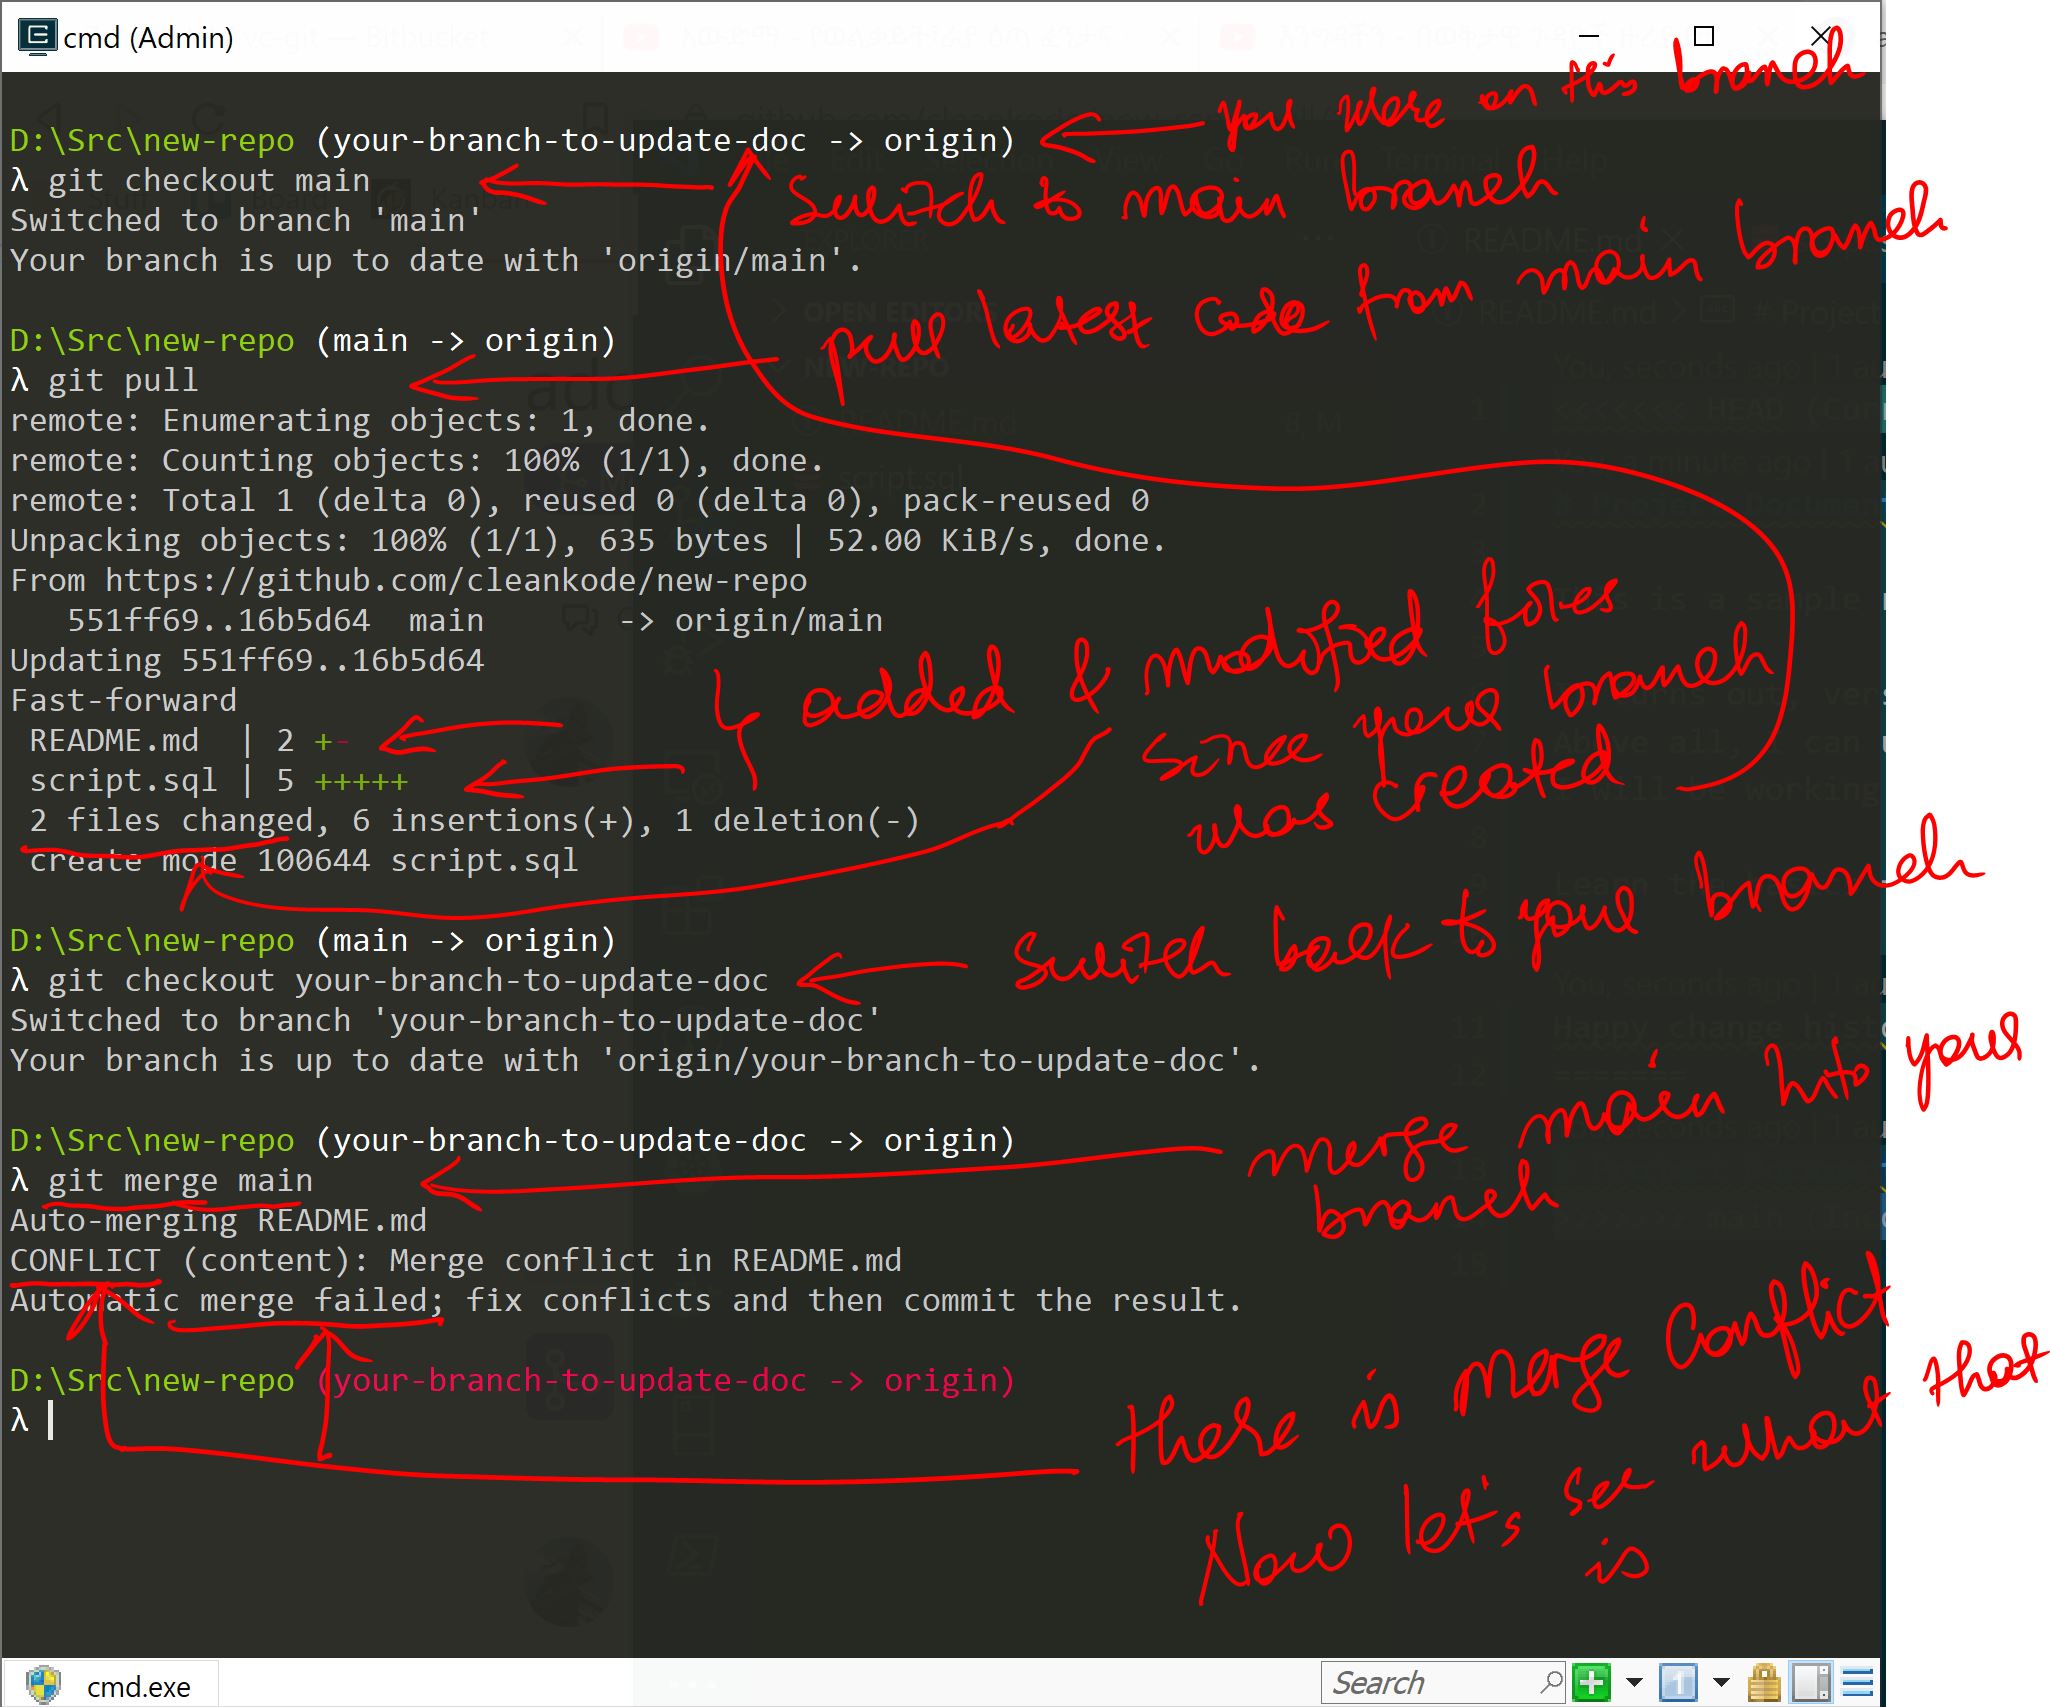 cmd (Admin)
you were on this branch
D:\Src\new-repo (your-branch-to-update-doc -> origin)
λ git checkout main
Switch to main branch
Switched to branch 'main'
Your branch is up to date with 'origin/main'.
pull latest code from main branch
D:\Src\new-repo (main -> origin)
λ git pull
remote: Enumerating objects: 1, done.
remote: Counting objects: 100% (1/1), done.
remote: Total 1 (delta 0), reused 0 (delta 0), pack-reused 0
Unpacking objects: 100% (1/1), 635 bytes | 52.00 KiB/s, done.
From https://github.com/cleankode/new-repo
   551ff69..16b5d64  main       -> origin/main
Updating 551ff69..16b5d64
Fast-forward
 README.md  | 2 +-
 script.sql | 5 +++++
 2 files changed, 6 insertions(+), 1 deletion(-)
 create mode 100644 script.sql
added & modified
since your branch
was created
D:\Src\new-repo (main -> origin)
λ git checkout your-branch-to-update-doc
Switch back to your branch
Switched to branch 'your-branch-to-update-doc'
Your branch is up to date with 'origin/your-branch-to-update-doc'.
D:\Src\new-repo (your-branch-to-update-doc -> origin)
λ git merge main
merge main into your
branch
Auto-merging README.md
CONFLICT (content): Merge conflict in README.md
Automatic merge failed; fix conflicts and then commit the result.
D:\Src\new-repo (your-branch-to-update-doc -> origin)
λ
there is merge conflict
Now let's see what that
is
cmd.exe
Search